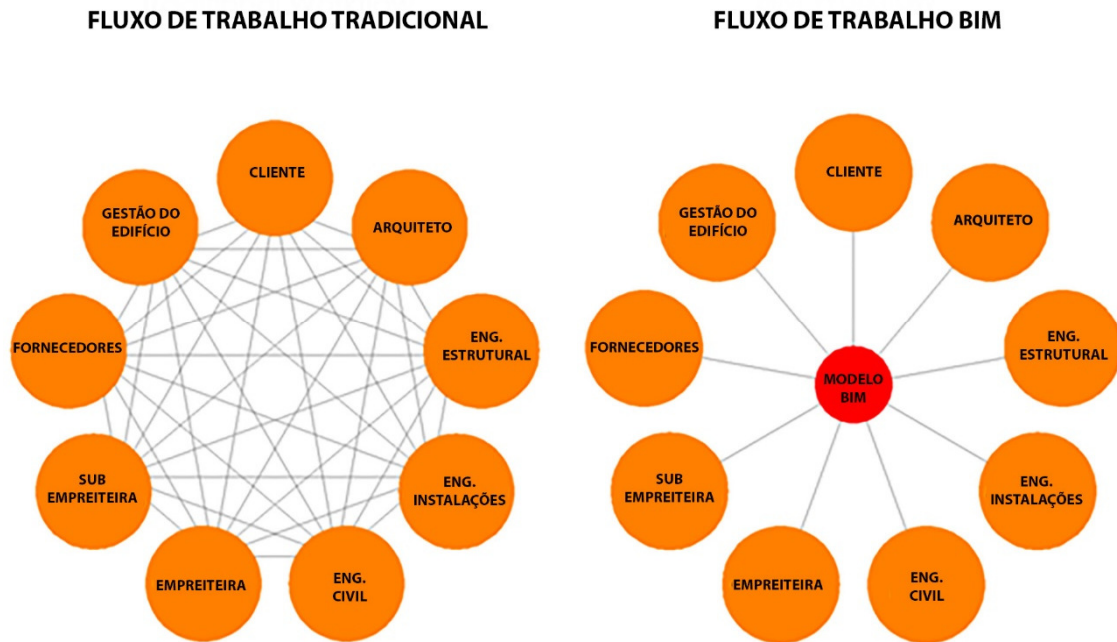 FLUXO DE TRABALHO TRADICIONAL
CLIENTE
GESTÃO DO
EDIFÍCIO
ARQUITETO
FORNECEDORES
ENG.
ESTRUTURAL
SUB
EMPREITEIRA
ENG.
INSTALAÇÕES
EMPREITEIRA
ENG.
CIVIL
FLUXO DE TRABALHO BIM
CLIENTE
GESTÃO DO
EDIFÍCIO
ARQUITETO
FORNECEDORES
ENG.
ESTRUTURAL
MODELO
BIM
SUB
EMPREITEIRA
ENG.
INSTALAÇÕES
EMPREITEIRA
ENG.
CIVIL